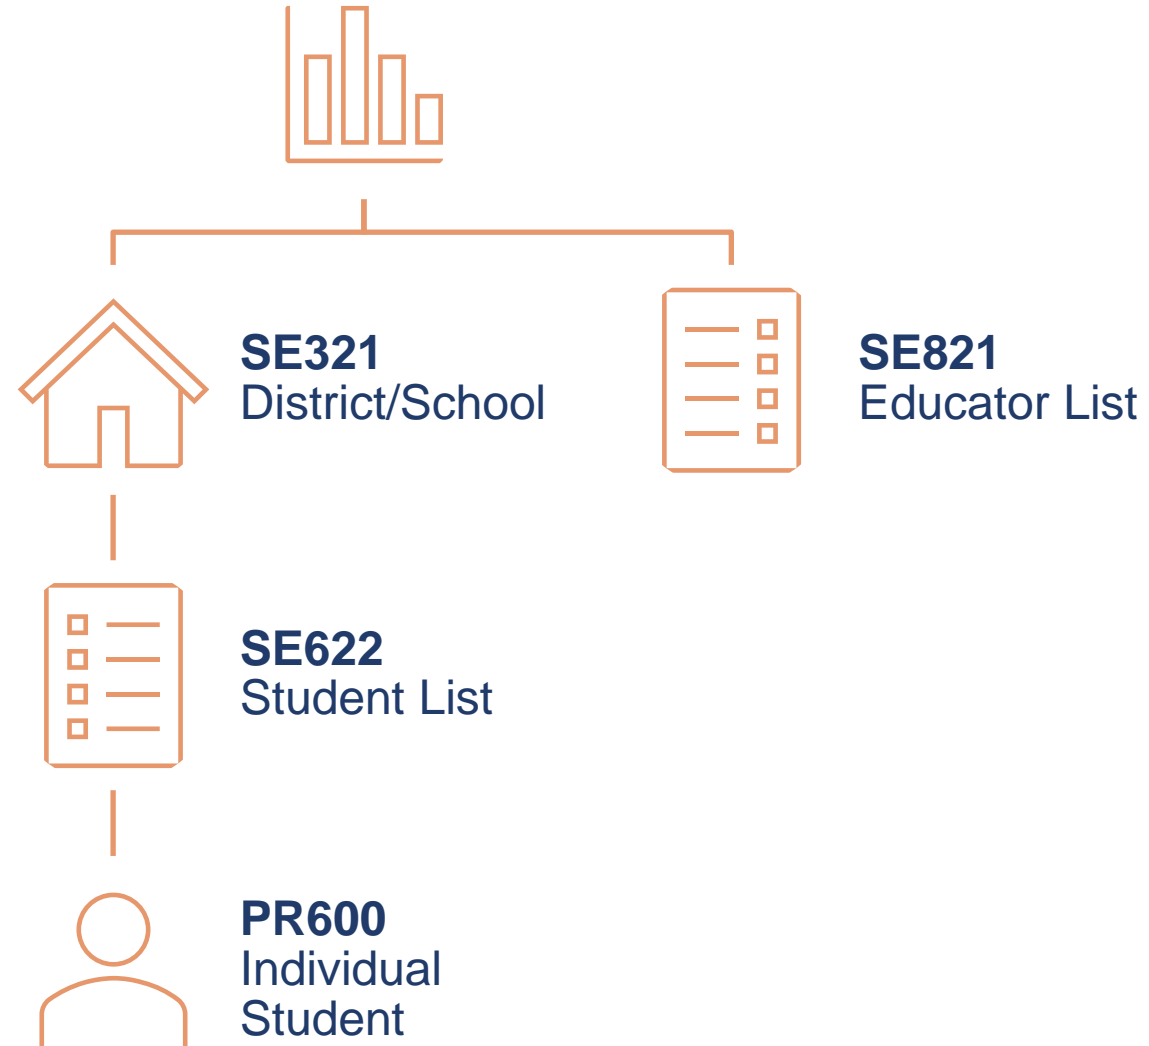 SE321
District/School
SE821
Educator List
SE622
Student List
PR600
Individual
Student